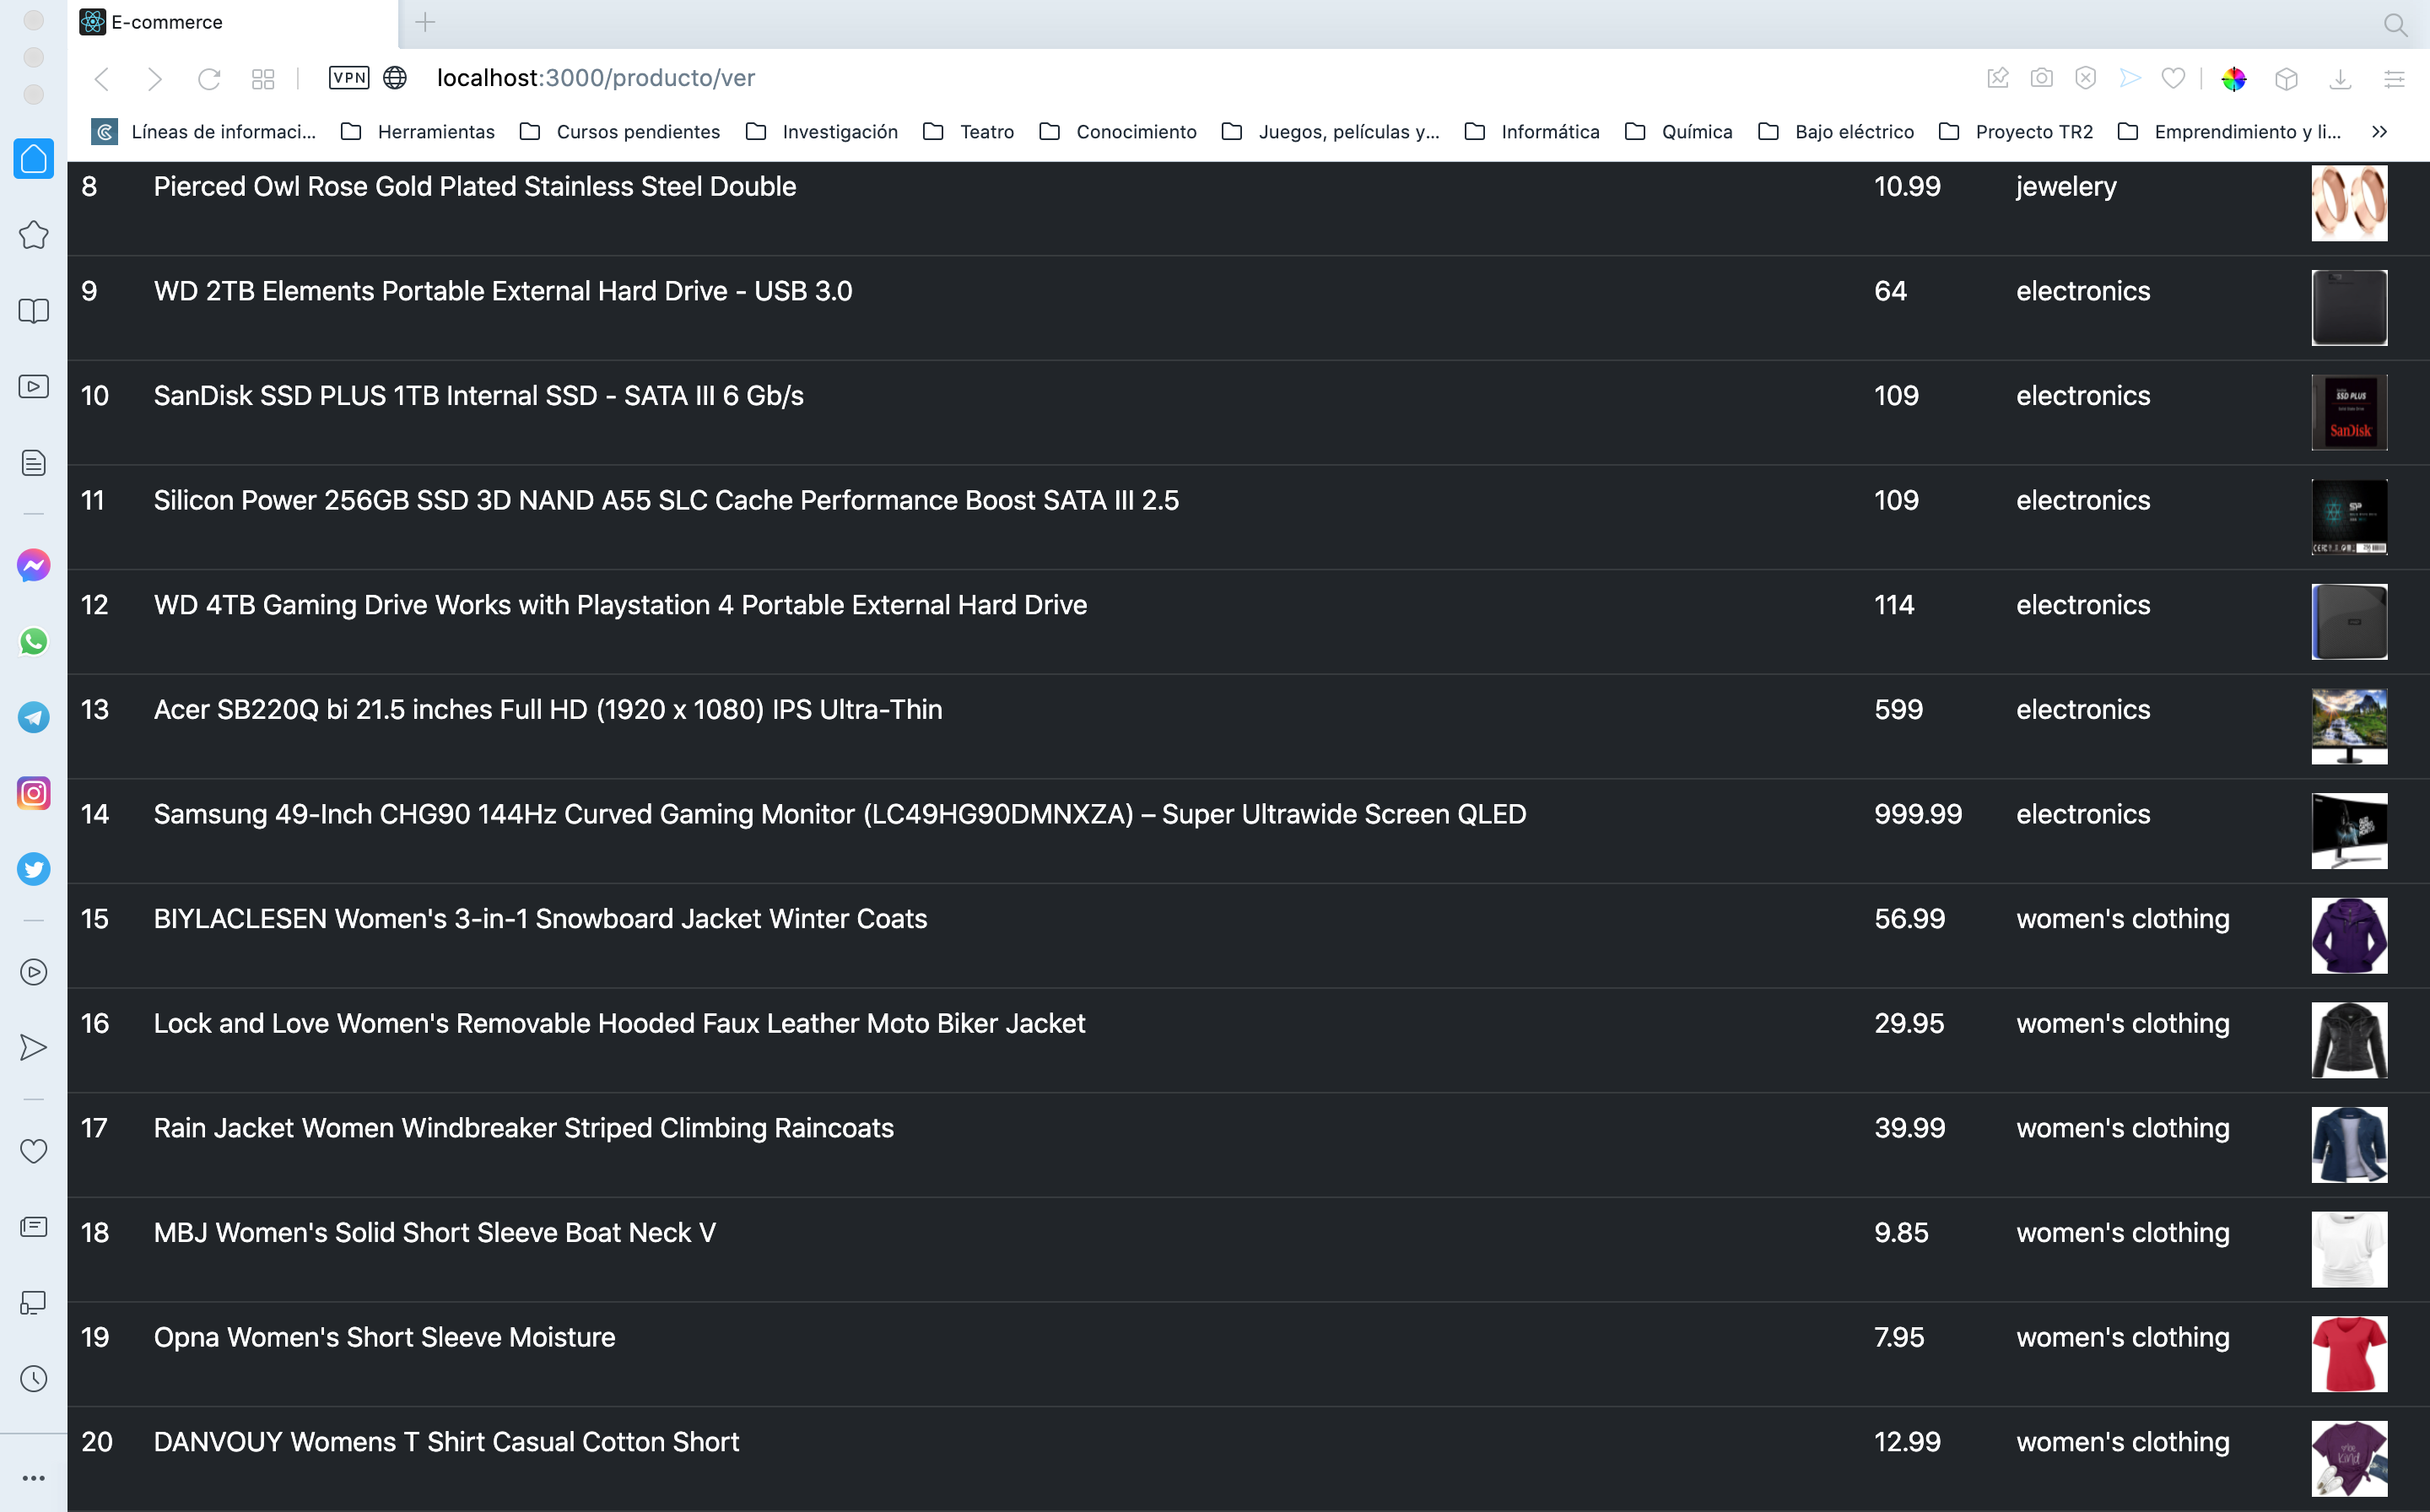 E-commerce
VPN localhost:3000/producto/ver
Líneas de informaci... Herramientas Cursos pendientes Investigación Teatro Conocimiento Juegos, películas y... Informática Química Bajo eléctrico Proyecto TR2 Emprendimiento y li... »
8 Pierced Owl Rose Gold Plated Stainless Steel Double 10.99 jewelery
9 WD 2TB Elements Portable External Hard Drive - USB 3.0 64 electronics
10 SanDisk SSD PLUS 1TB Internal SSD - SATA III 6 Gb/s 109 electronics
SSD PLUS
SanDisk
11 Silicon Power 256GB SSD 3D NAND A55 SLC Cache Performance Boost SATA III 2.5 109 electronics
SP
12 WD 4TB Gaming Drive Works with Playstation 4 Portable External Hard Drive 114 electronics
13 Acer SB220Q bi 21.5 inches Full HD (1920 x 1080) IPS Ultra-Thin 599 electronics
14 Samsung 49-Inch CHG90 144Hz Curved Gaming Monitor (LC49HG90DMNXZA) – Super Ultrawide Screen QLED 999.99 electronics
15 BIYLACLESEN Women's 3-in-1 Snowboard Jacket Winter Coats 56.99 women's clothing
16 Lock and Love Women's Removable Hooded Faux Leather Moto Biker Jacket 29.95 women's clothing
17 Rain Jacket Women Windbreaker Striped Climbing Raincoats 39.99 women's clothing
18 MBJ Women's Solid Short Sleeve Boat Neck V 9.85 women's clothing
19 Opna Women's Short Sleeve Moisture 7.95 women's clothing
20 DANVOUY Womens T Shirt Casual Cotton Short 12.99 women's clothing
kind